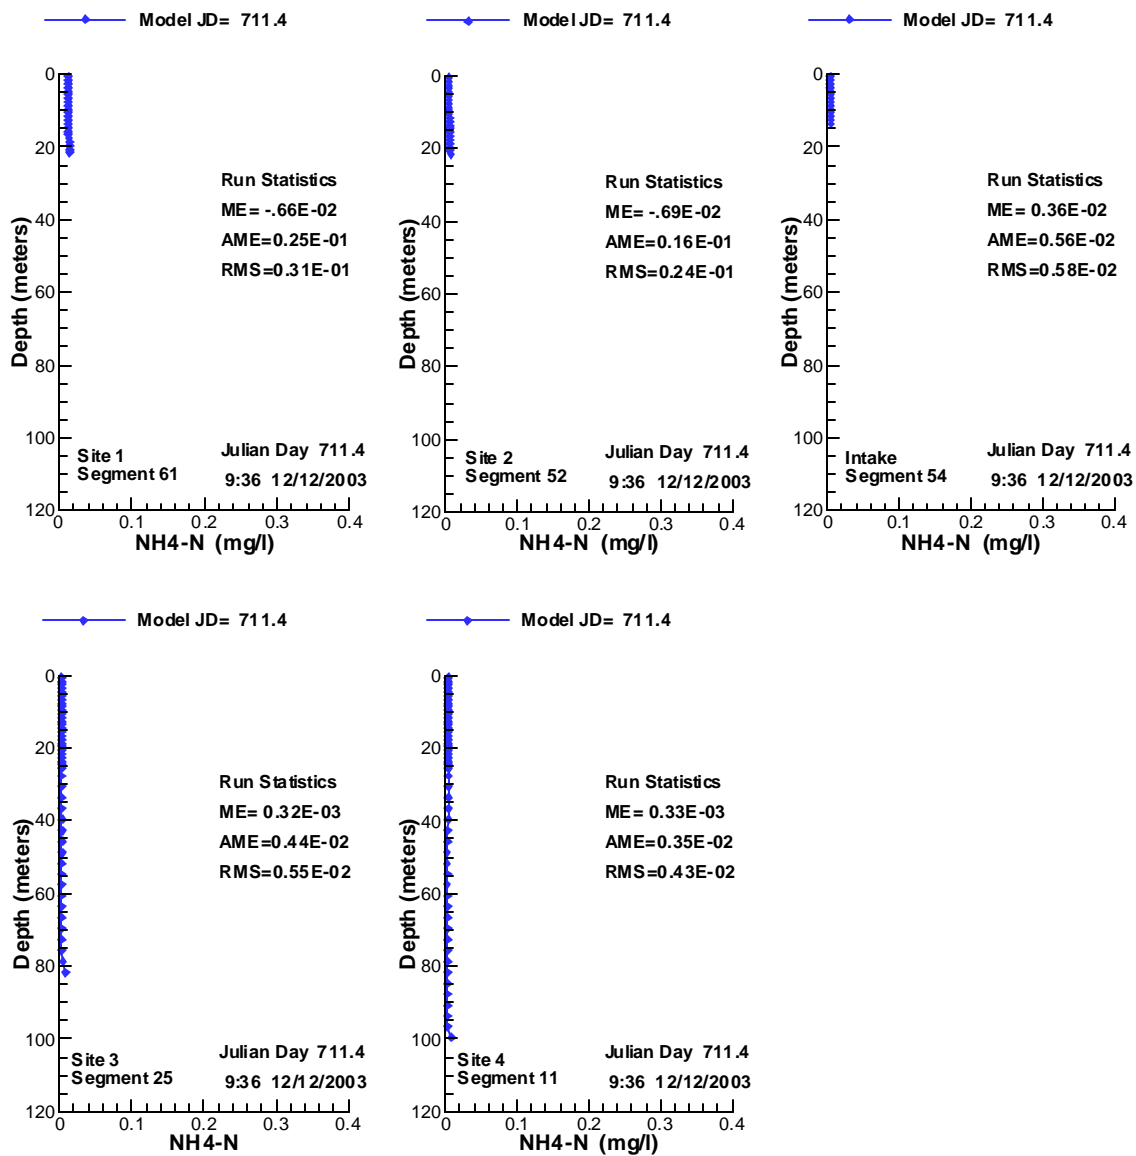 Model JD= 711.4
0
20
40
60
80
100
120
Depth (meters)
Run Statistics
ME= -.66E-02
AME=0.25E-01
RMS=0.31E-01
Site 1
Segment 61
Julian Day 711.4
9:36 12/12/2003
0 0.1 0.2 0.3 0.4
NH4-N (mg/l)
Model JD= 711.4
0
20
40
60
80
100
120
Depth (meters)
Run Statistics
ME= -.69E-02
AME=0.16E-01
RMS=0.24E-01
Site 2
Segment 52
Julian Day 711.4
9:36 12/12/2003
0 0.1 0.2 0.3 0.4
NH4-N (mg/l)
Model JD= 711.4
0
20
40
60
80
100
120
Depth (meters)
Run Statistics
ME= 0.36E-02
AME=0.56E-02
RMS=0.58E-02
Intake
Segment 54
Julian Day 711.4
9:36 12/12/2003
0 0.1 0.2 0.3 0.4
NH4-N (mg/l)
Model JD= 711.4
0
20
40
60
80
100
120
Depth (meters)
Run Statistics
ME= 0.32E-03
AME=0.44E-02
RMS=0.55E-02
Site 3
Segment 25
Julian Day 711.4
9:36 12/12/2003
0 0.1 0.2 0.3 0.4
NH4-N
Model JD= 711.4
0
20
40
60
80
100
120
Depth (meters)
Run Statistics
ME= 0.33E-03
AME=0.35E-02
RMS=0.43E-02
Site 4
Segment 11
Julian Day 711.4
9:36 12/12/2003
0 0.1 0.2 0.3 0.4
NH4-N (mg/l)